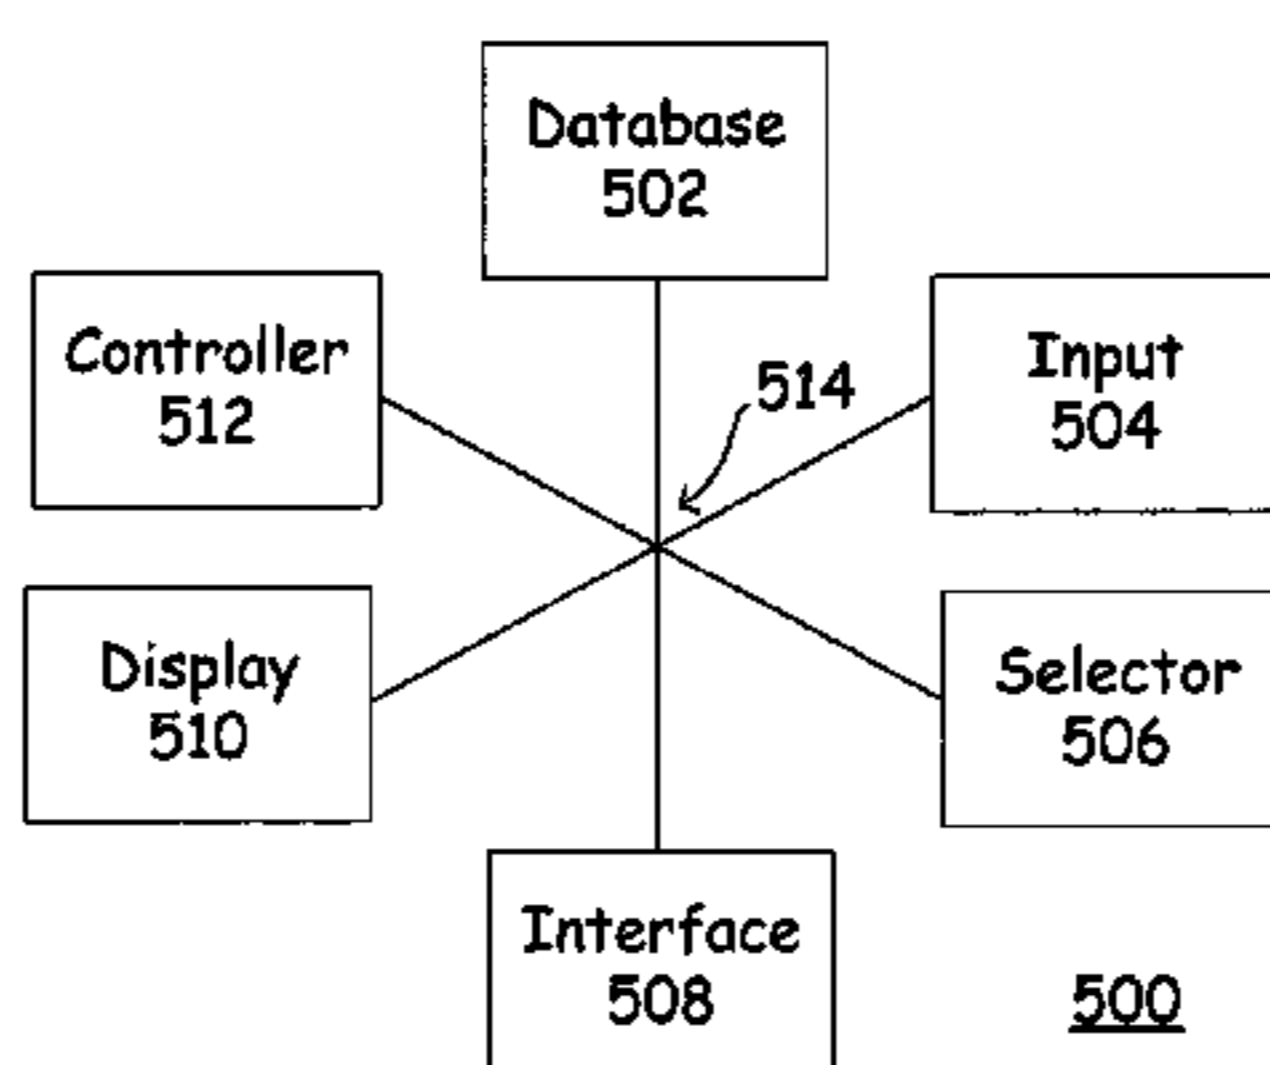 Database
502
Controller
512
514
Input
504
Display
510
Selector
506
Interface
508
500